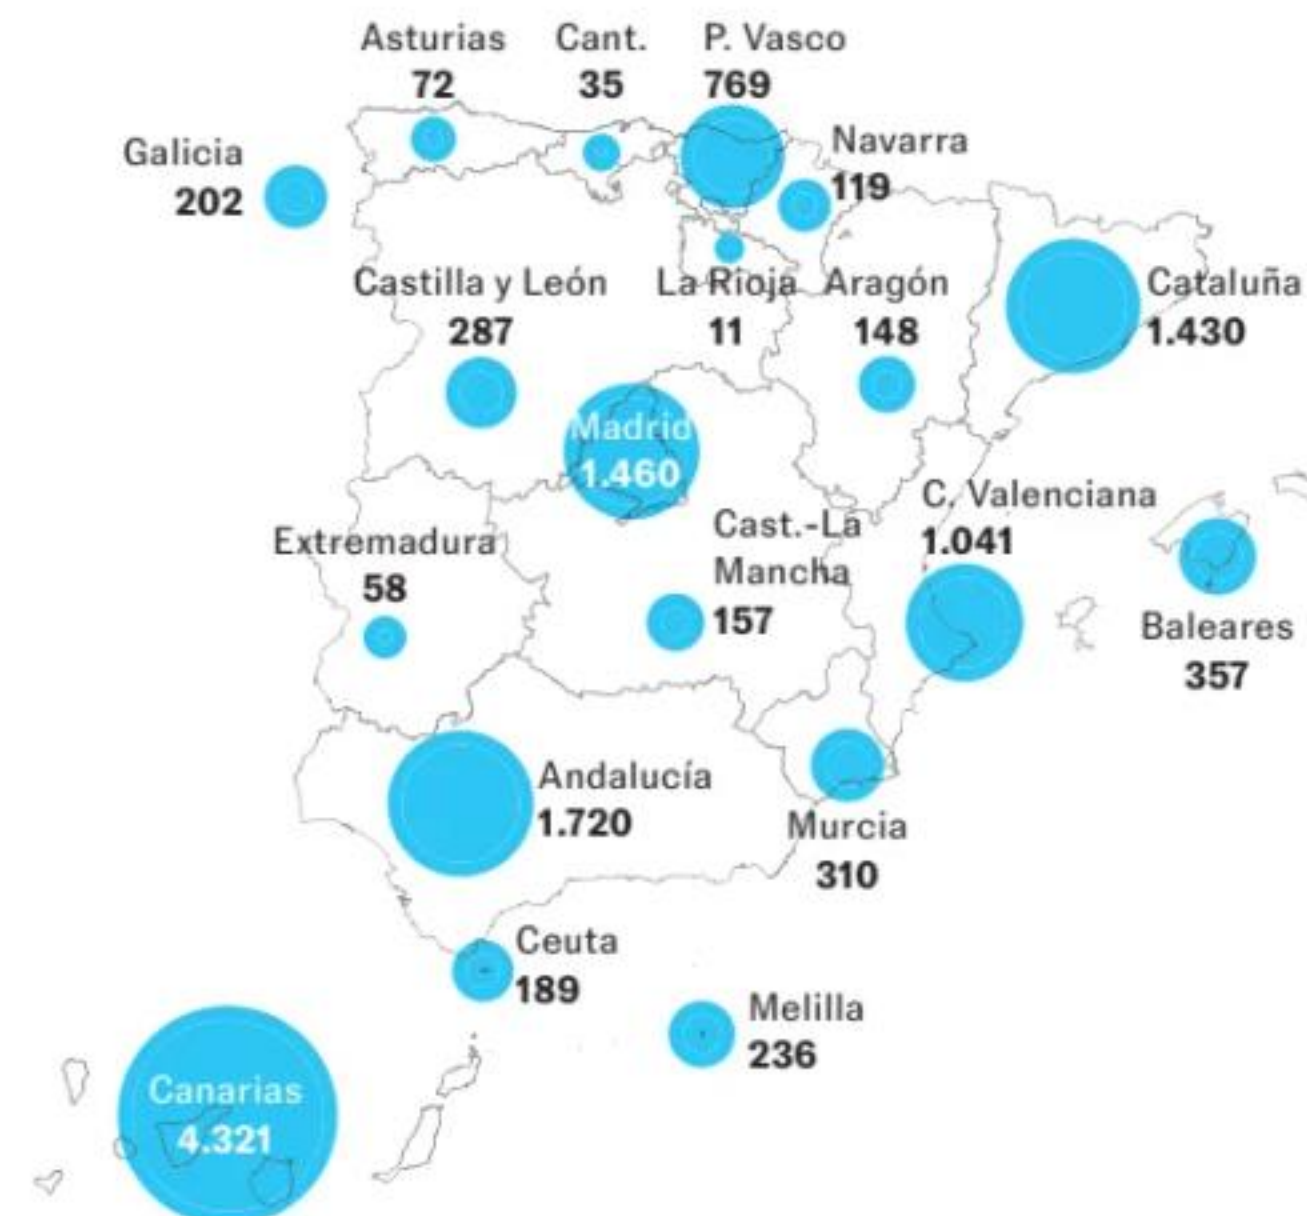 Asturias
72
Cant.
35
P. Vasco
769
Galicia
202
Navarra
119
Castilla y León
287
La Rioja
11
Aragón
148
Cataluña
1.430
Madrid
1.460
C. Valenciana
1.041
Cast.-La
Mancha
157
Extremadura
58
Baleares
357
Andalucía
1.720
Murcia
310
Ceuta
189
Melilla
236
Canarias
4.321